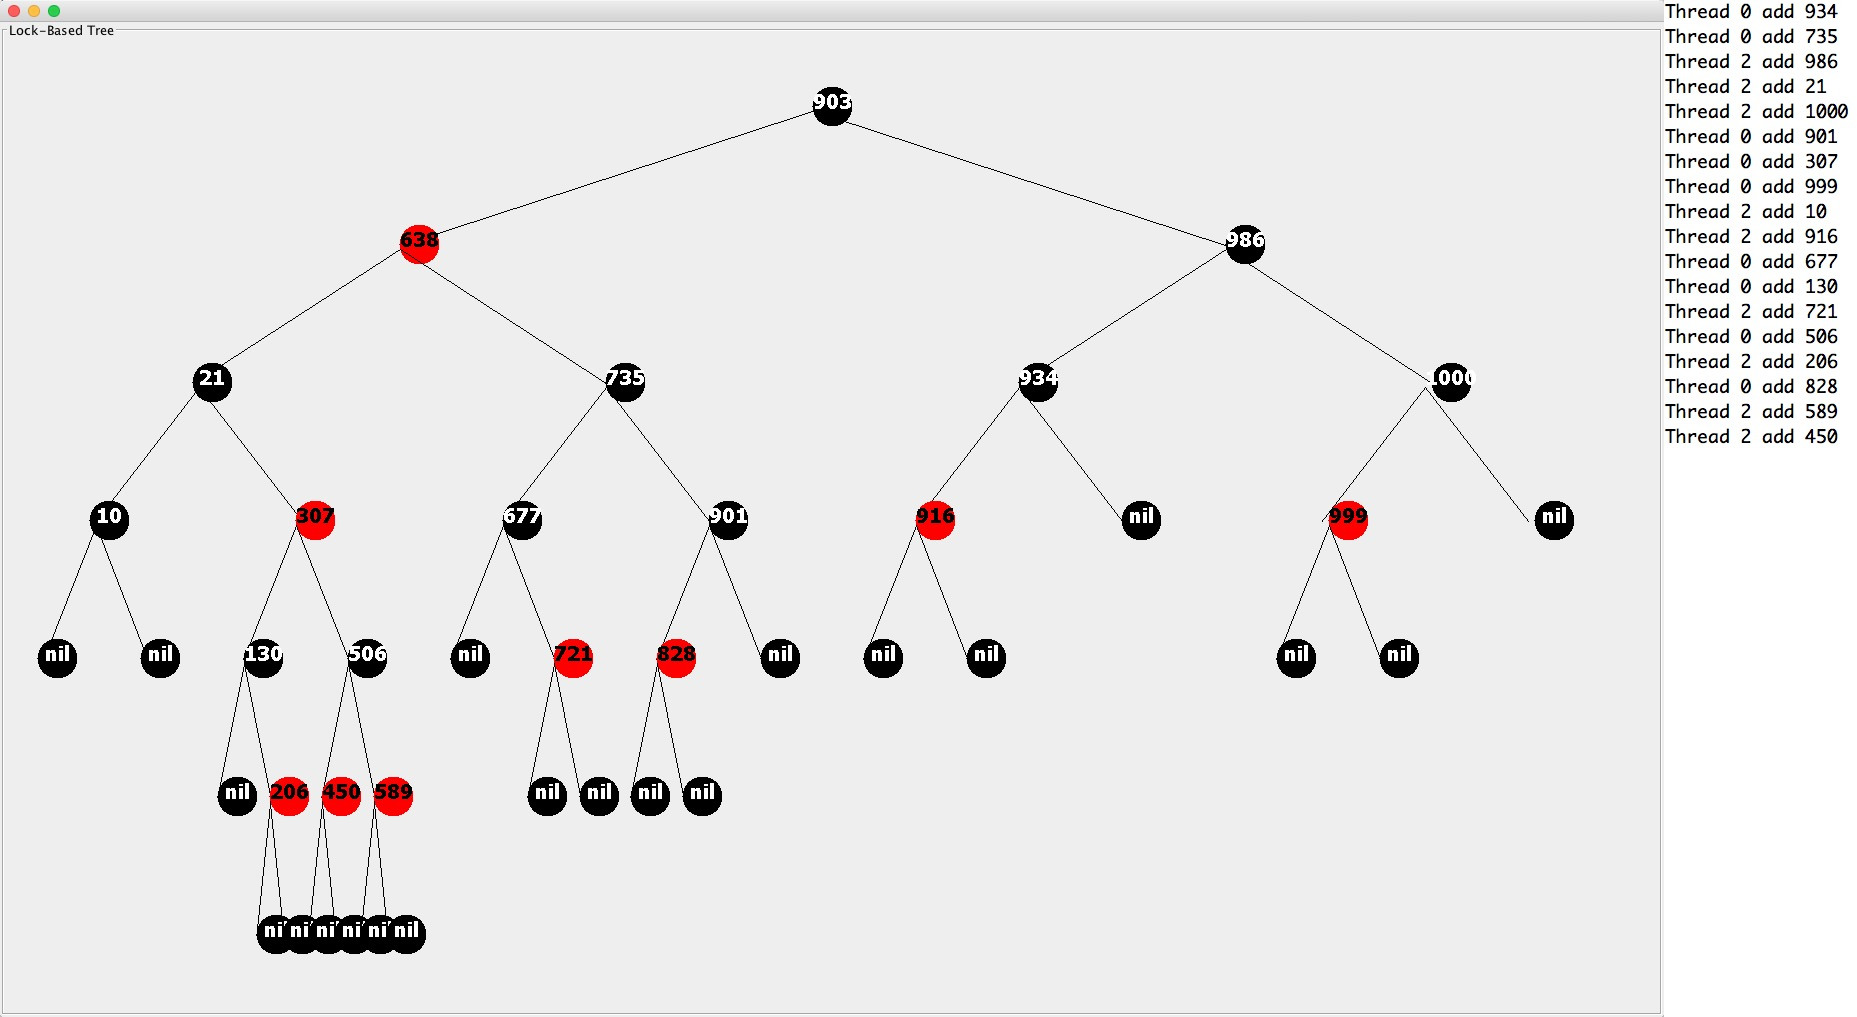 Lock-Based Tree
903
638
986
21
735
934
1000
10
307
677
901
916
nil
999
nil
nil
nil
130
506
nil
721
828
nil
nil
nil
nil
nil
nil
206
450
589
nil
nil
nil
nil
nil
Thread 0 add 934
Thread 0 add 735
Thread 2 add 986
Thread 2 add 21
Thread 2 add 1000
Thread 0 add 901
Thread 0 add 307
Thread 0 add 999
Thread 2 add 10
Thread 2 add 916
Thread 0 add 677
Thread 0 add 130
Thread 2 add 721
Thread 0 add 506
Thread 2 add 206
Thread 0 add 828
Thread 2 add 589
Thread 2 add 450